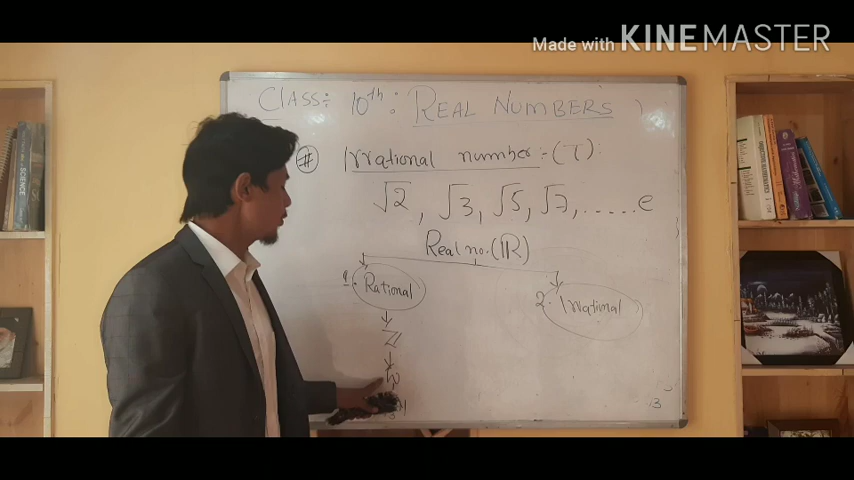 Made with KINEMASTER
CLASS:- 10th: REAL NUMBERS
# Irrational number:-(T):
√2, √3, √5, √7, ......e
Real no.(ℝ)
1. Rational
2. Irrational
Z
W
SCIENCE